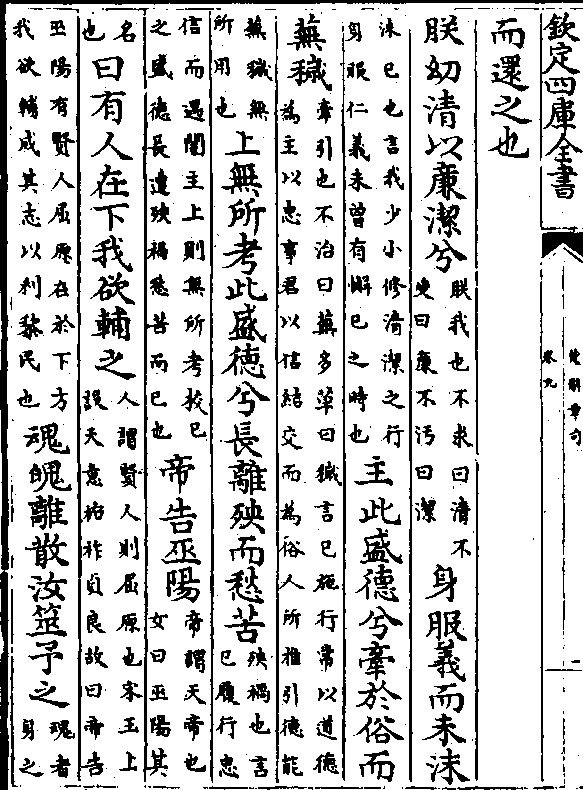 欽定四庫全書
楚辭章句
卷九
而還之也
朕幼清以亷潔兮
朕我也不求曰清不
受曰亷不污曰潔
身服義而未沬
沬已也言我少小修清潔之行
身服仁義未曾有懈已之時也
主此盛德兮牽於俗而
蕪穢
牽引也不治曰蕪多草曰穢言已施行常以道德
為主以忠事君以信結交而為俗人所推引德能
蕪穢無
所用也
上無所考此盛德兮長離殃而愁苦
殃禍也言
已履行忠
信而遇闇主上則無所考校已
之盛德長遭殃禍愁苦而已也
帝告巫陽
帝謂天帝也
女曰巫陽其
名
也
曰有人在下我欲輔之
人謂賢人則屈原也宋玉上
設天意祐祚貞良故曰帝告
巫陽有賢人屈原在於下方
我欲輔成其志以利黎民也
魂魄離散汝筮予之
魂者
身之